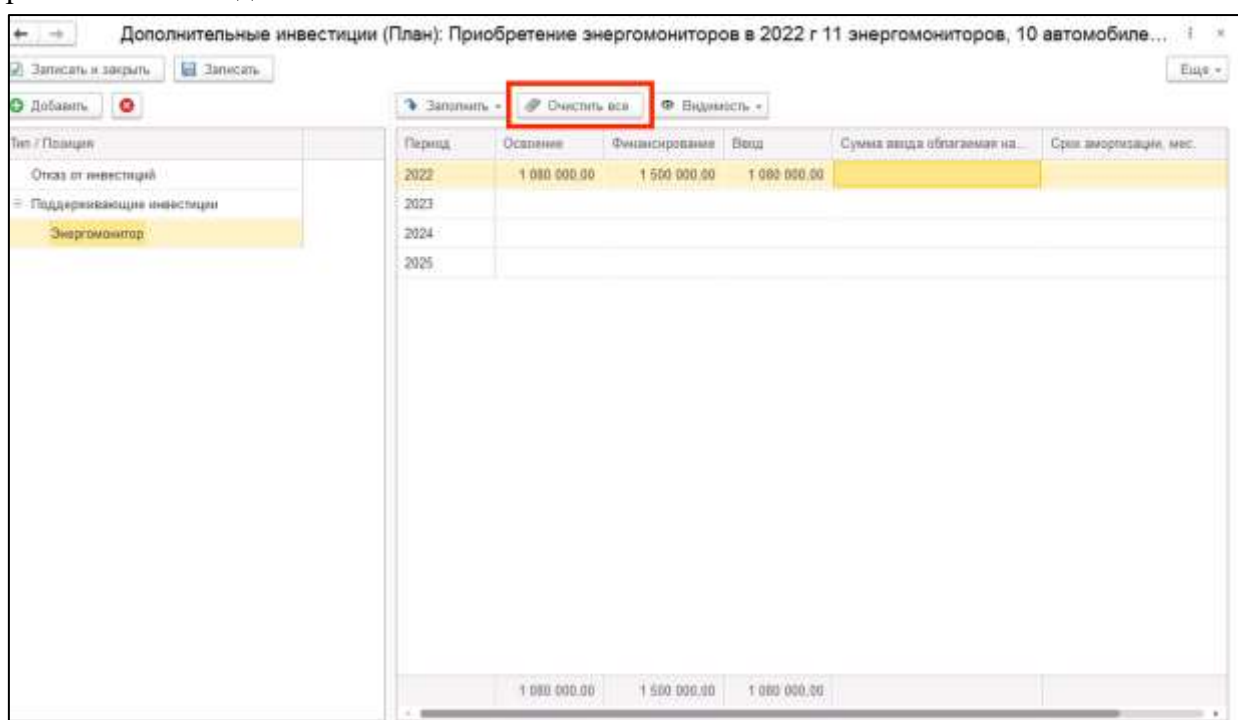 Дополнительные инвестиции (План): Приобретение энергомониторов в 2022 г 11 энергомониторов, 10 автомобиле...
Записать и закрыть Записать Еще
Добавить Заполнить Очистить все Видимость
Тип / Позиция Период Освоение Финансирование Ввод Сумма ввода облагаемая на... Срок амортизации, мес.
Отказ от инвестиций 2022 1 080 000,00 1 500 000,00 1 080 000,00
Поддерживающие инвестиции 2023
Энергомонитор 2024
2025
1 080 000,00 1 500 000,00 1 080 000,00